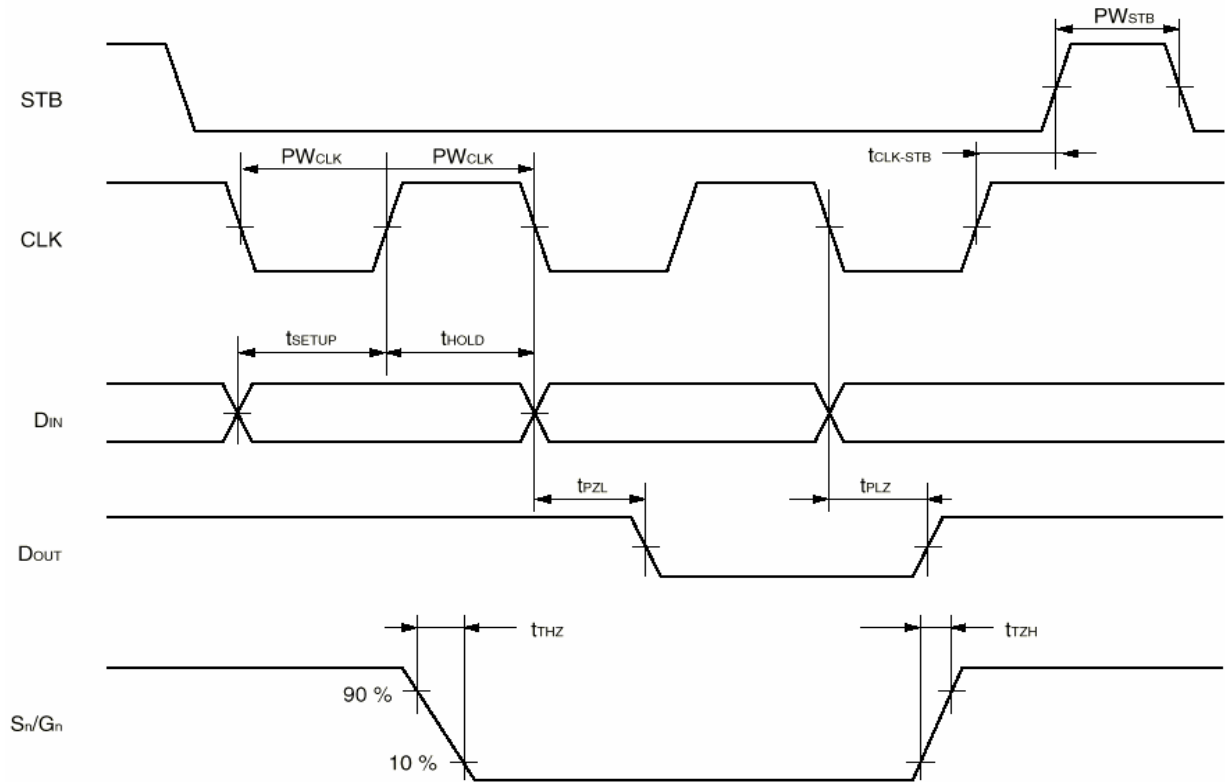 PWSTB
STB
tCLK-STB
PWCLK PWCLK
CLK
tSETUP tHOLD
DIN
tPZL tPLZ
DOUT
tTHZ tTZH
90 %
Sn/Gn
10 %